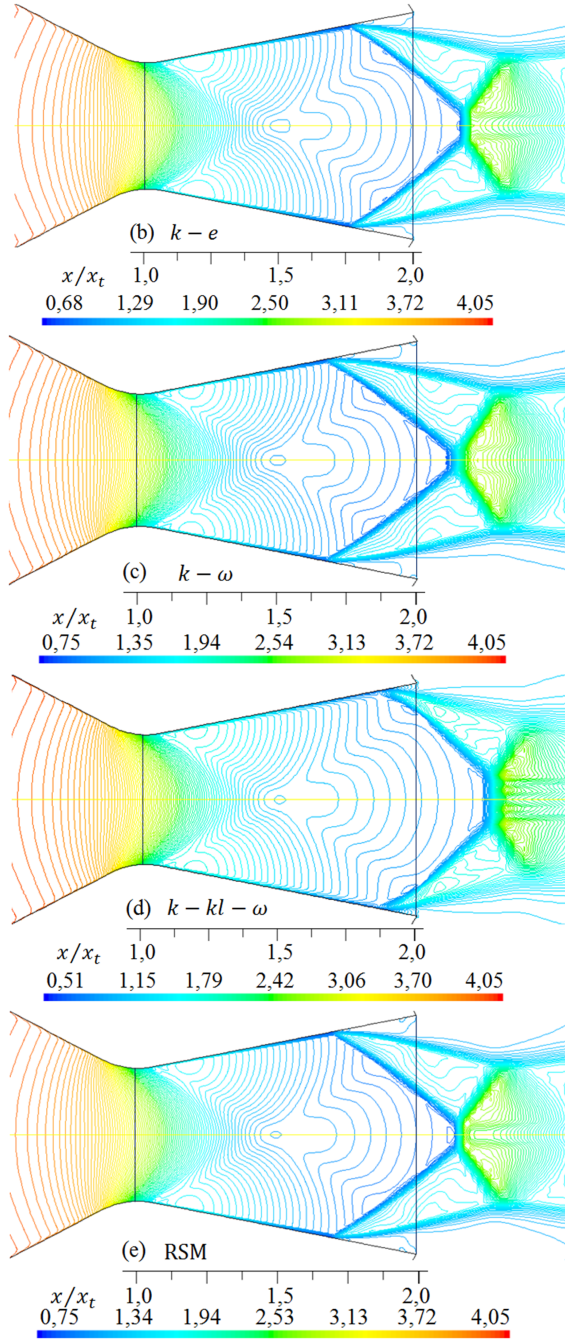 (b) k − e
x/xₜ 1,0 1,5 2,0
0,68 1,29 1,90 2,50 3,11 3,72 4,05
(c) k − ω
x/xₜ 1,0 1,5 2,0
0,75 1,35 1,94 2,54 3,13 3,72 4,05
(d) k − kl − ω
x/xₜ 1,0 1,5 2,0
0,51 1,15 1,79 2,42 3,06 3,70 4,05
(e) RSM
x/xₜ 1,0 1,5 2,0
0,75 1,34 1,94 2,53 3,13 3,72 4,05